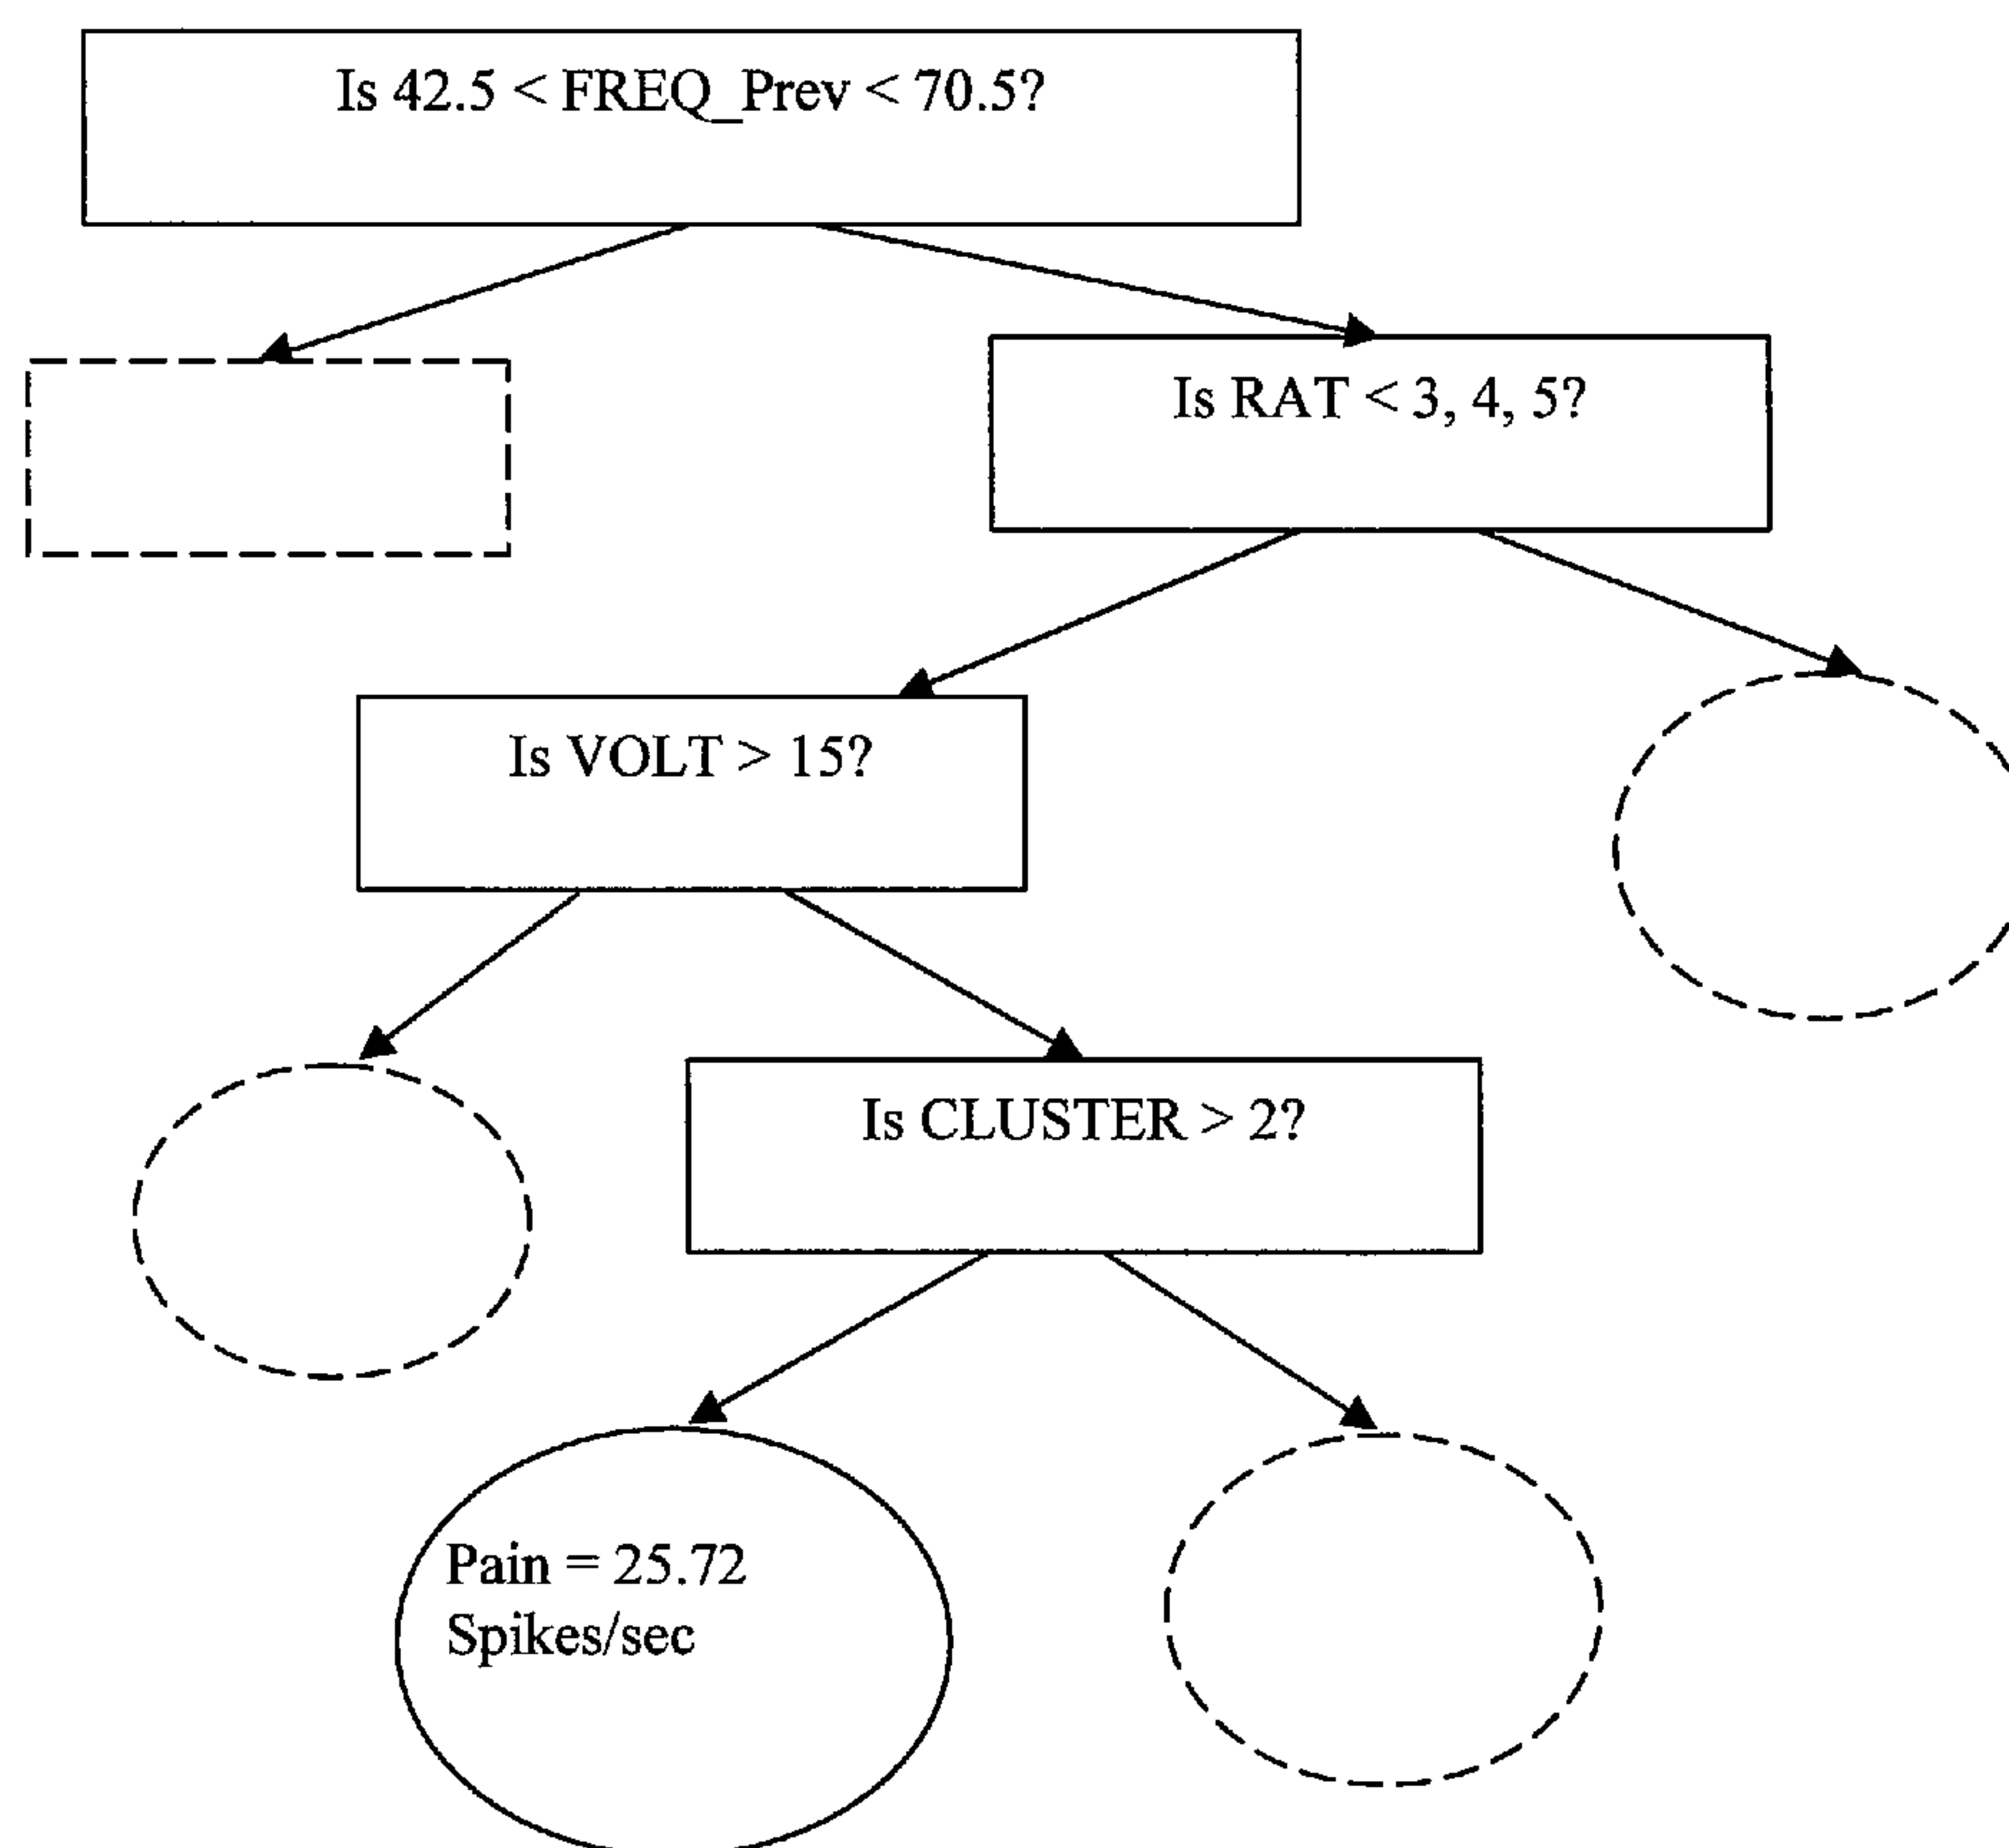 Is 42.5 < FREQ_Prev < 70.5?
Is RAT < 3, 4, 5?
Is VOLT > 15?
Is CLUSTER > 2?
Pain = 25.72
Spikes/sec